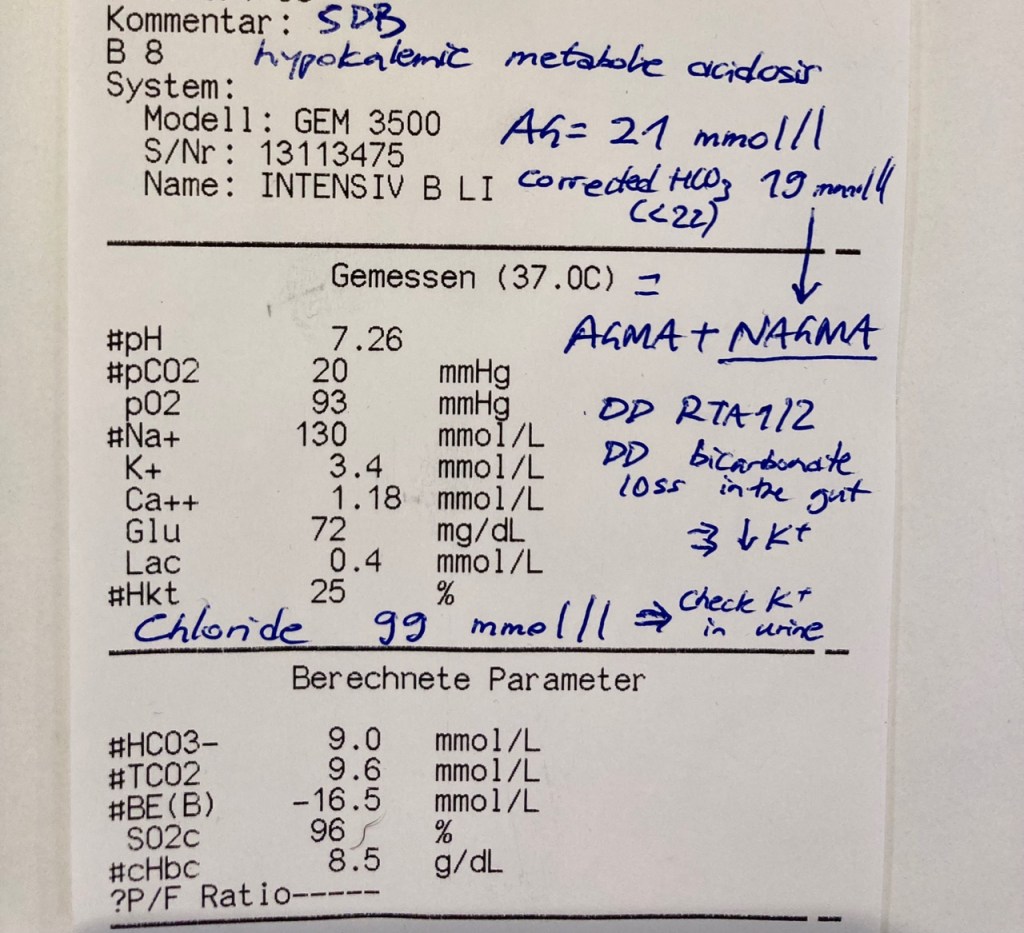 Kommentar: SDB
B 8 hypokalemic metabolic acidosis
System:
Modell: GEM 3500 AG = 21 mmol/l
S/Nr: 13113475
Name: INTENSIV B LI corrected HCO3 19 mmol/l
(<22)
Gemessen (37.0C) =
#pH 7.26 AGMA + NAGMA
#pCO2 20 mmHg
pO2 93 mmHg DD RTA 1/2
#Na+ 130 mmol/L
K+ 3.4 mmol/L DD bicarbonate
Ca++ 1.18 mmol/L loss in the gut
Glu 72 mg/dL ⇒ ↓ K+
Lac 0.4 mmol/L
#Hkt 25 % Check K+
Chloride 99 mmol/l ⇒ in urine
Berechnete Parameter
#HCO3- 9.0 mmol/L
#TCO2 9.6 mmol/L
#BE(B) -16.5 mmol/L
SO2c 96 %
#cHbc 8.5 g/dL
?P/F Ratio-----